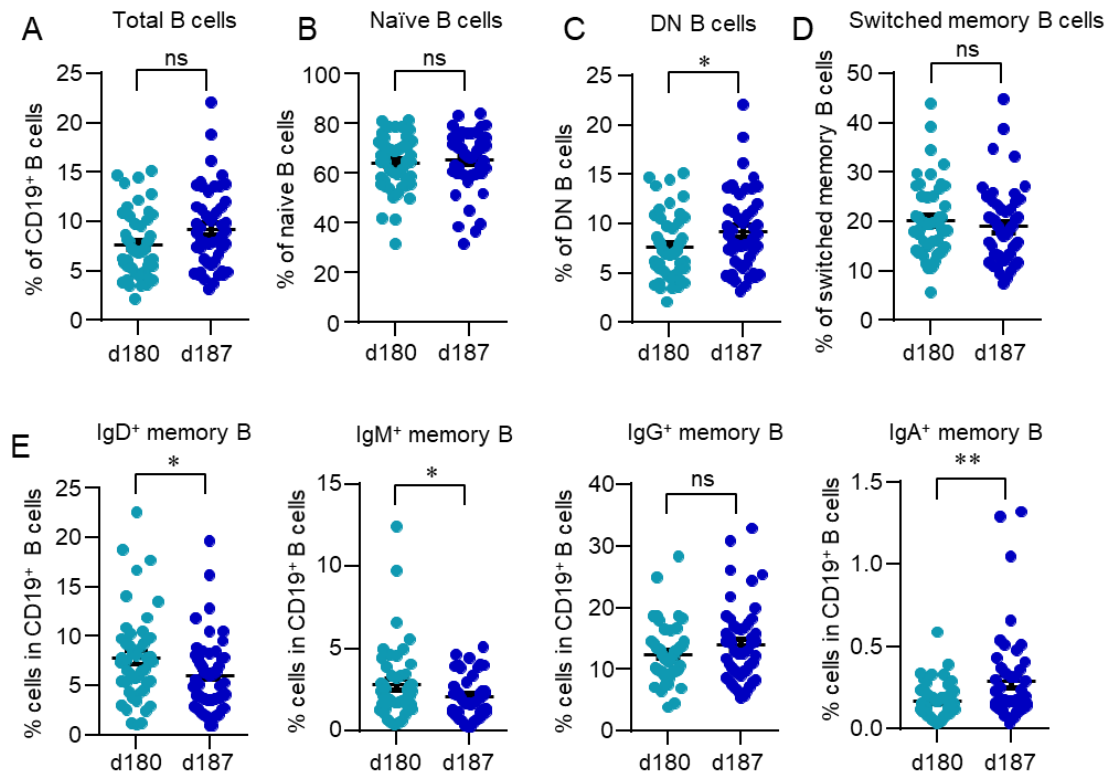 A
Total B cells
ns
% of CD19⁺ B cells
25
20
15
10
5
0
d180
d187
B
Naïve B cells
ns
% of naive B cells
100
80
60
40
60
20
0
d180
d187
C
DN B cells
*
% of DN B cells
25
20
15
10
5
0
d180
d187
D
Switched memory B cells
ns
% of switched memory B cells
50
40
30
20
10
0
d180
d187
E
IgD⁺ memory B
*
% cells in CD19⁺ B cells
25
20
15
10
5
0
d180
d187
IgM⁺ memory B
*
% cells in CD19⁺ B cells
15
10
5
0
d180
d187
IgG⁺ memory B
ns
% cells in CD19⁺ B cells
40
30
20
10
0
d180
d187
IgA⁺ memory B
**
% cells in CD19⁺ B cells
1.5
1.0
0.5
0.0
d180
d187